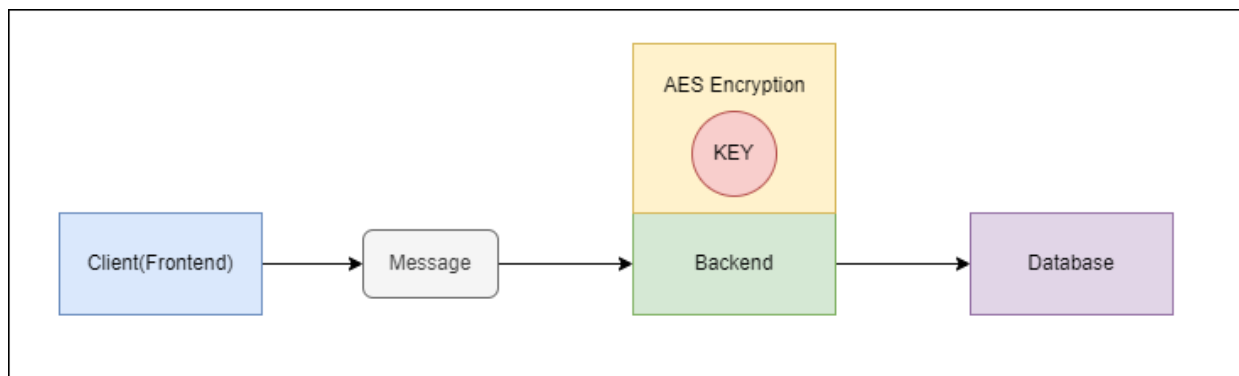 AES Encryption
KEY
Client(Frontend)
Message
Backend
Database